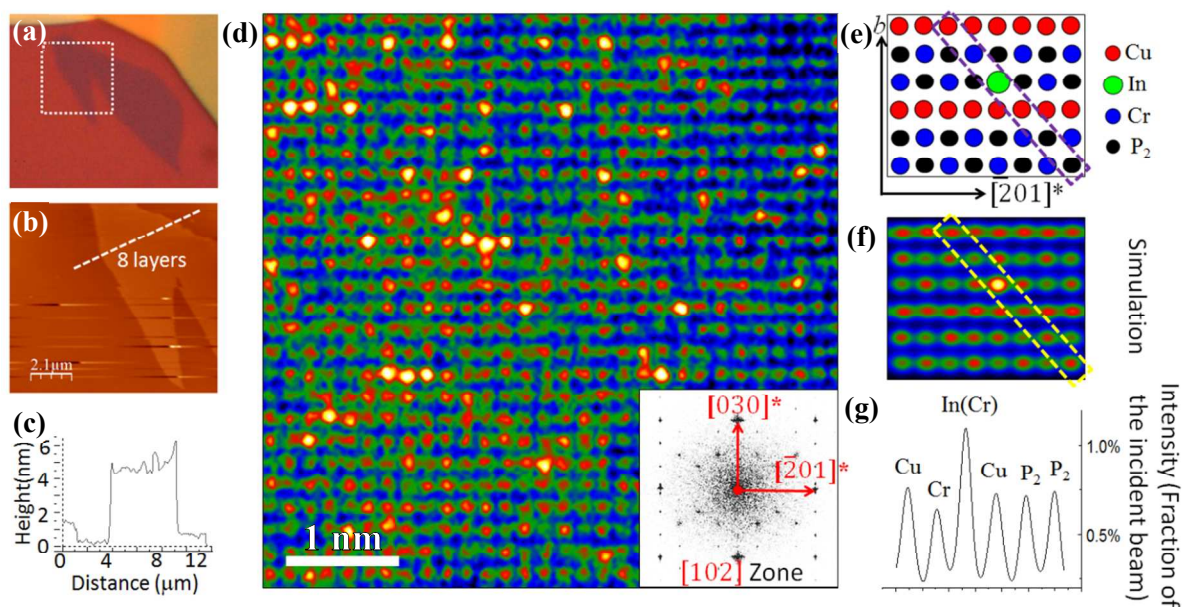 (a)
(b)
8 layers
2.1µm
(c)
Height(nm)
6
4
2
0
0
4
8
12
Distance (µm)
(d)
1 nm
[030]*
[2̅01]*
[102] Zone
(e)
b
[2̅01]*
Cu
In
Cr
P₂
(f)
Simulation
(g)
In(Cr)
Cu
Cr
Cu
P₂
P₂
1.0%
0.5%
Intensity (Fraction of
the incident beam)